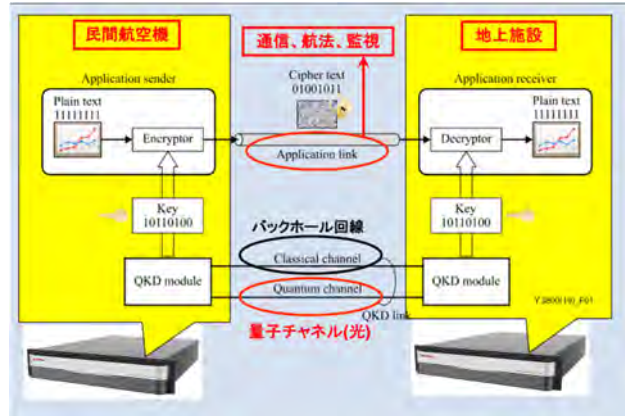 民間航空機
通信、航法、監視
地上施設
Application sender
Cipher text
01001011
Application receiver
Plain text
11111111
Encryptor
Application link
Decryptor
Plain text
11111111
Key
10110100
バックホール回線
Key
10110100
Classical channel
QKD module
Quantum channel
QKD module
QKD link
Y.3800(19)_F01
量子チャネル(光)